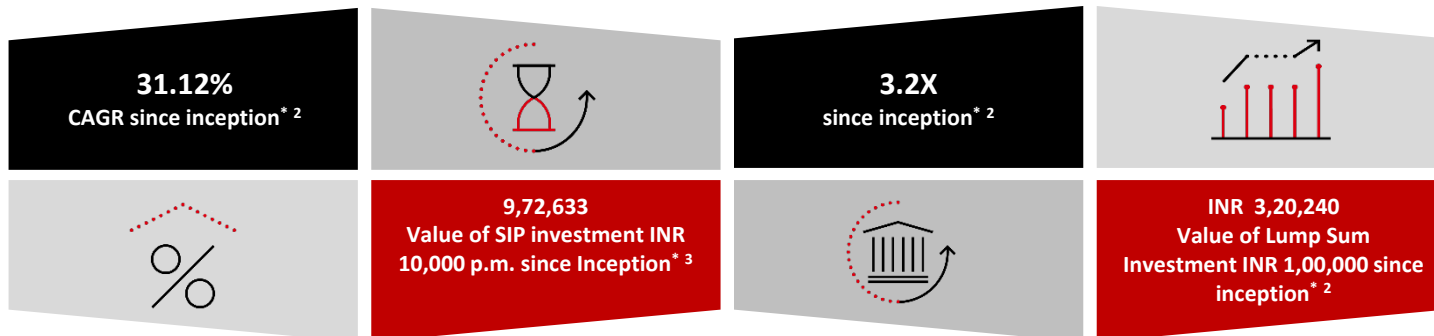 31.12%
CAGR since inception* 2
3.2X
since inception* 2
9,72,633
Value of SIP investment INR
10,000 p.m. since Inception* 3
INR 3,20,240
Value of Lump Sum
Investment INR 1,00,000 since
inception* 2